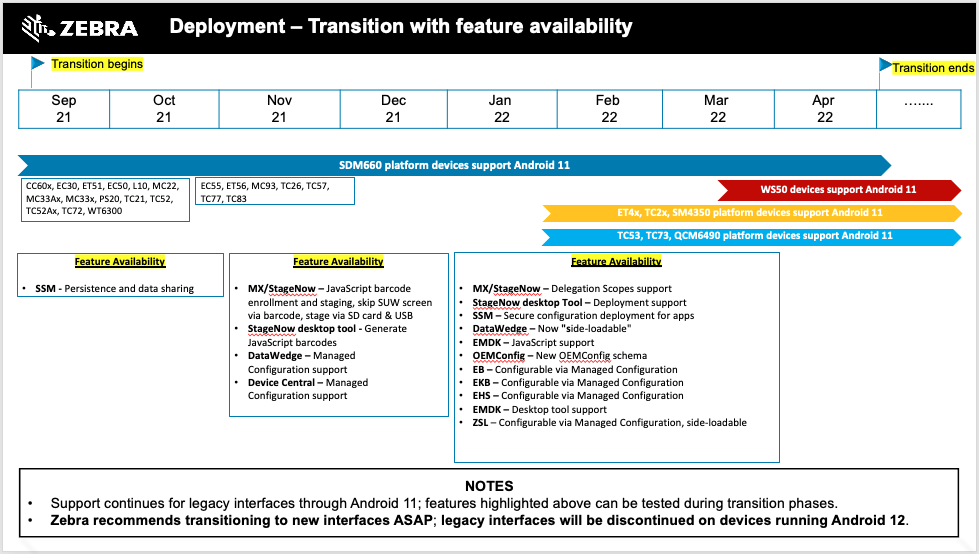 ZEBRA
Deployment – Transition with feature availability
Transition begins
Transition ends
Sep 21
Oct 21
Nov 21
Dec 21
Jan 22
Feb 22
Mar 22
Apr 22
…....
SDM660 platform devices support Android 11
CC60x, EC30, ET51, EC50, L10, MC22,
MC33Ax, MC33x, PS20, TC21, TC52,
TC52Ax, TC72, WT6300
EC55, ET56, MC93, TC26, TC57,
TC77, TC83
WS50 devices support Android 11
ET4x, TC2x, SM4350 platform devices support Android 11
TC53, TC73, QCM6490 platform devices support Android 11
Feature Availability
• SSM - Persistence and data sharing
Feature Availability
• MX/StageNow – JavaScript barcode
enrollment and staging, skip SUW screen
via barcode, stage via SD card & USB
• StageNow desktop tool - Generate
JavaScript barcodes
• DataWedge – Managed
Configuration support
• Device Central – Managed
Configuration support
Feature Availability
• MX/StageNow – Delegation Scopes support
• StageNow desktop Tool – Deployment support
• SSM – Secure configuration deployment for apps
• DataWedge – Now "side-loadable"
• EMDK – JavaScript support
• OEMConfig – New OEMConfig schema
• EB – Configurable via Managed Configuration
• EKB – Configurable via Managed Configuration
• EHS – Configurable via Managed Configuration
• EMDK – Desktop tool support
• ZSL – Configurable via Managed Configuration, side-loadable
NOTES
• Support continues for legacy interfaces through Android 11; features highlighted above can be tested during transition phases.
• Zebra recommends transitioning to new interfaces ASAP; legacy interfaces will be discontinued on devices running Android 12.